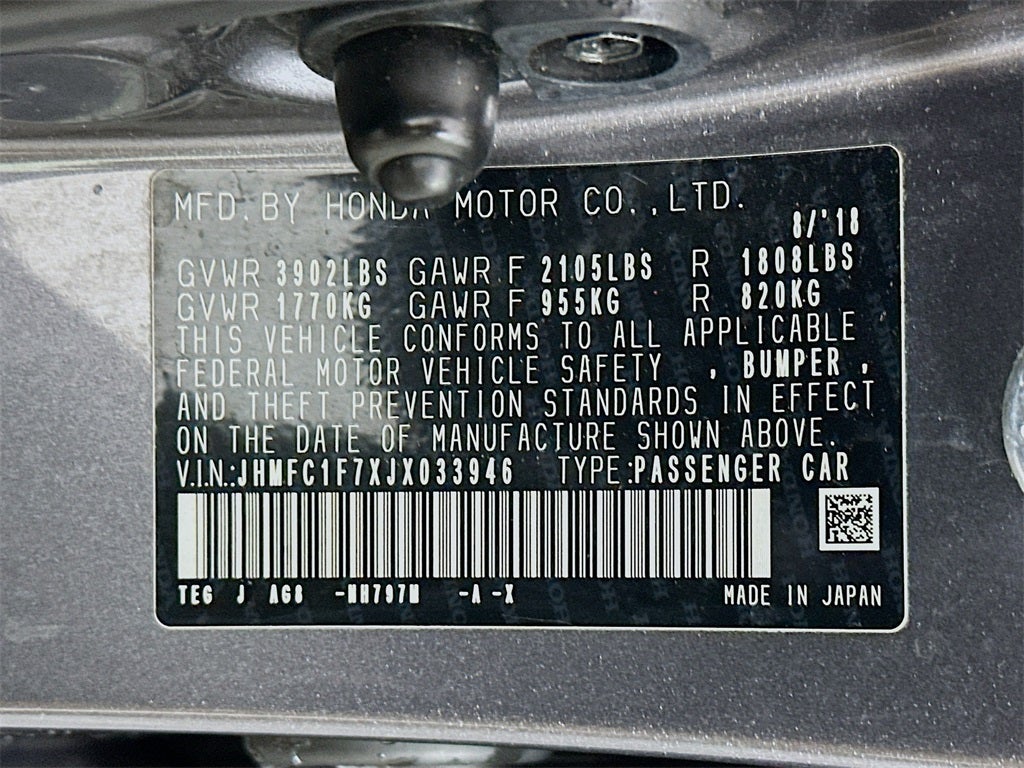 MFD. BY HONDA MOTOR CO., LTD.
8/'18
GVWR 3902LBS GAWR F 2105LBS R 1808LBS
GVWR 1770KG GAWR F 955KG R 820KG
THIS VEHICLE CONFORMS TO ALL APPLICABLE
FEDERAL MOTOR VEHICLE SAFETY , BUMPER ,
AND THEFT PREVENTION STANDARDS IN EFFECT
ON THE DATE OF MANUFACTURE SHOWN ABOVE.
V.I.N.:JHMFC1F7XJX033946 TYPE:PASSENGER CAR
TEG J AG8 -NH797M -A -X MADE IN JAPAN